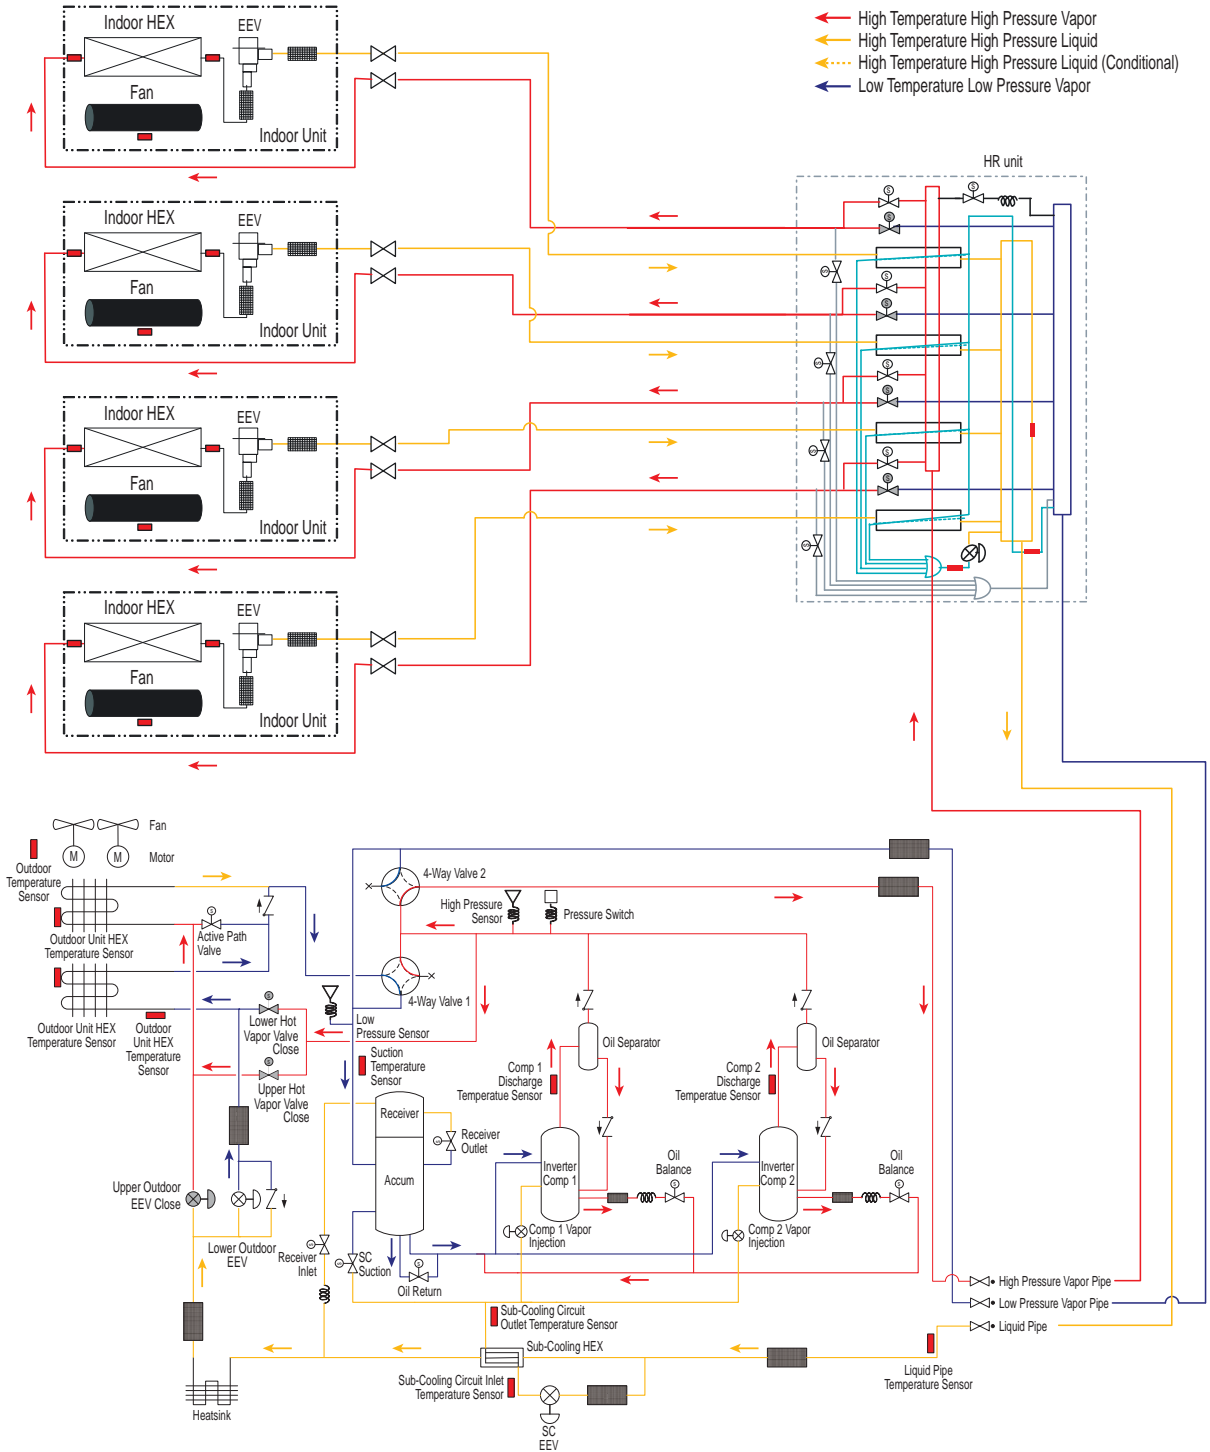 High Temperature High Pressure Vapor
High Temperature High Pressure Liquid
High Temperature High Pressure Liquid (Conditional)
Low Temperature Low Pressure Vapor
Indoor HEX
EEV
Fan
Indoor Unit
Indoor HEX
EEV
Fan
Indoor Unit
Indoor HEX
EEV
Fan
Indoor Unit
Indoor HEX
EEV
Fan
Indoor Unit
HR unit
S
S
S
S
S
S
S
S
S
S
S
S
S
Fan
M
M
Motor
Outdoor
Temperature
Sensor
Outdoor Unit HEX
Temperature Sensor
S
Active Path
Valve
Outdoor Unit HEX
Temperature Sensor
Outdoor
Unit HEX
Temperature
Sensor
S
Lower Hot
Vapor Valve
Close
S
Upper Hot
Vapor Valve
Close
4-Way Valve 2
High Pressure
Sensor
Pressure Switch
4-Way Valve 1
Low
Pressure Sensor
Suction
Temperature
Sensor
Receiver
S
Receiver
Outlet
Accum
Comp 1
Discharge
Temperatue Sensor
Oil Separator
Comp 2
Discharge
Temperatue Sensor
Oil Separator
Inverter
Comp 1
Oil
Balance
S
Inverter
Comp 2
Oil
Balance
S
Upper Outdoor
EEV Close
Lower Outdoor
EEV
S
Receiver
Inlet
S
SC
Suction
S
Oil Return
Comp 1 Vapor
Injection
Comp 2 Vapor
Injection
High Pressure Vapor Pipe
Low Pressure Vapor Pipe
Liquid Pipe
Sub-Cooling Circuit
Outlet Temperature Sensor
Sub-Cooling HEX
Sub-Cooling Circuit Inlet
Temperature Sensor
SC
EEV
Liquid Pipe
Temperature Sensor
Heatsink